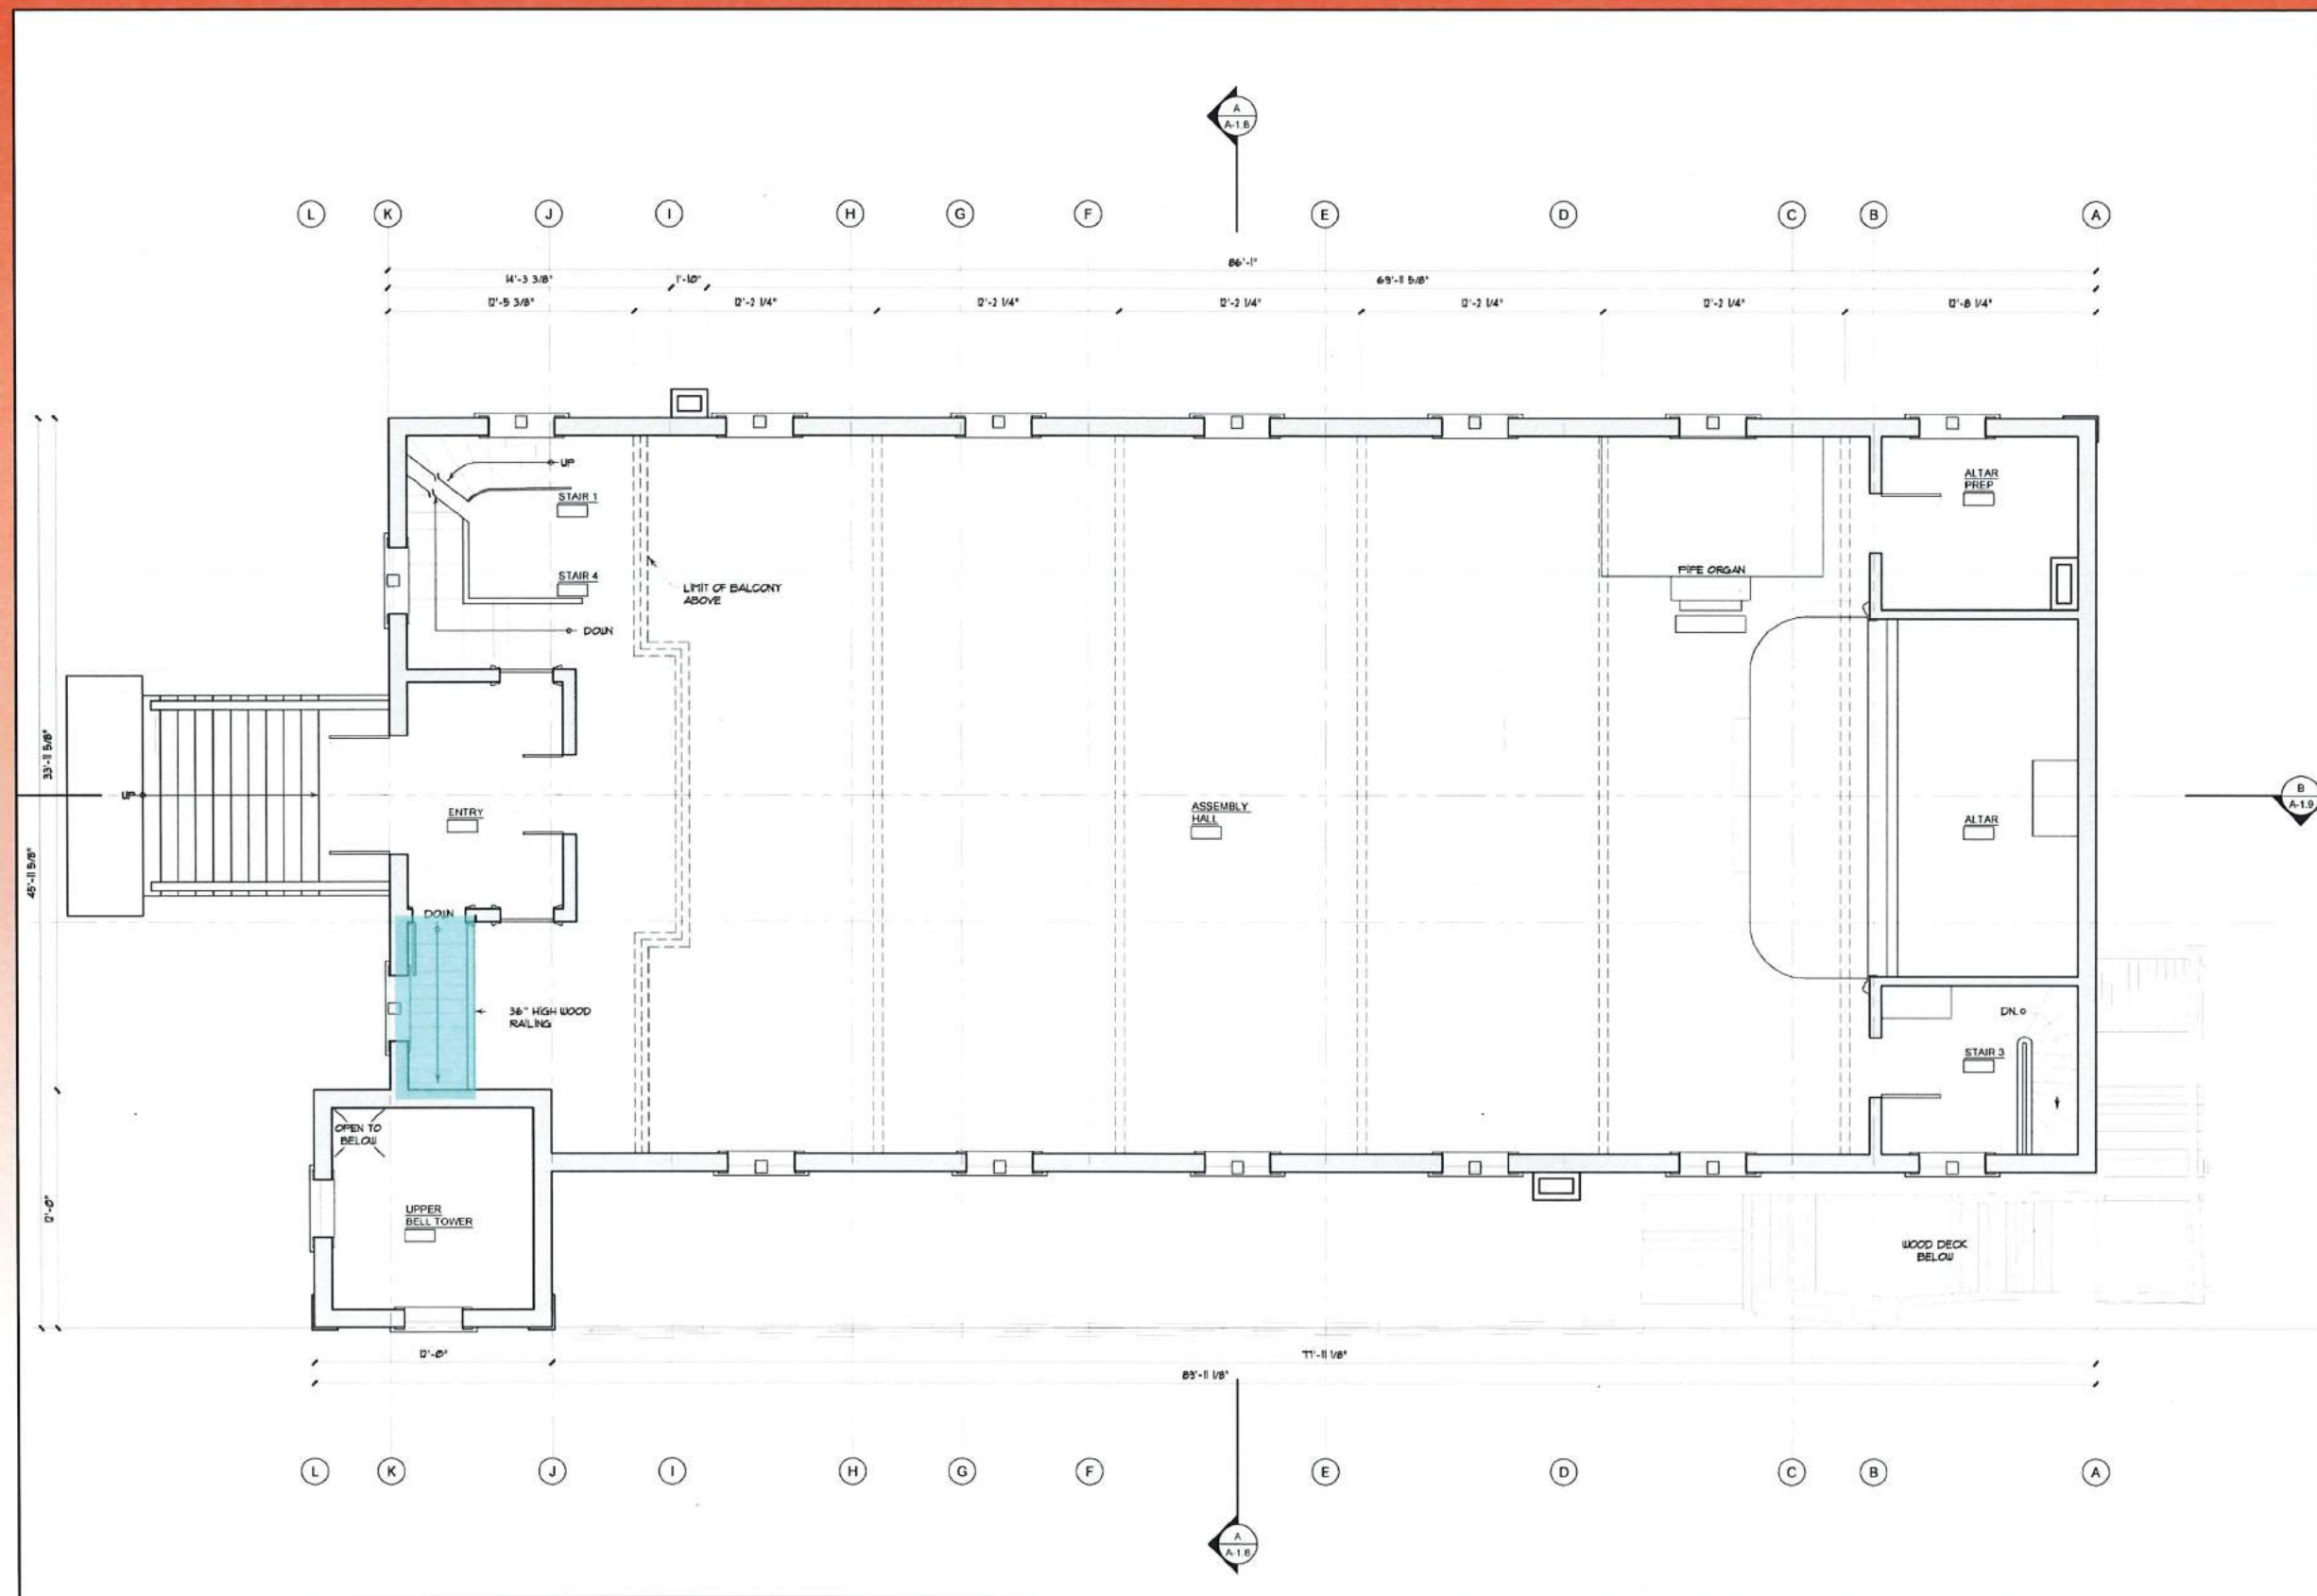 A
A-1.8
L K J I H G F E D C B A
86'-1"
14'-3 3/8" 1'-10" 69'-11 5/8"
12'-5 3/8" 12'-2 1/4" 12'-2 1/4" 12'-2 1/4" 12'-2 1/4" 12'-2 1/4" 12'-8 1/4"
UP
STAIR 1
STAIR 4
DOWN
LIMIT OF BALCONY
ABOVE
PIPE ORGAN
ALTAR
PREP
33'-11 5/8"
45'-11 5/8"
12'-0"
UP
ENTRY
ASSEMBLY
HALL
ALTAR
B
A-1.9
DOWN
36" HIGH WOOD
RAILING
DN.
STAIR 3
OPEN TO
BELOW
UPPER
BELL TOWER
WOOD DECK
BELOW
12'-0" 77'-11 1/8"
89'-11 1/8"
L K J I H G F E D C B A
A
A-1.8